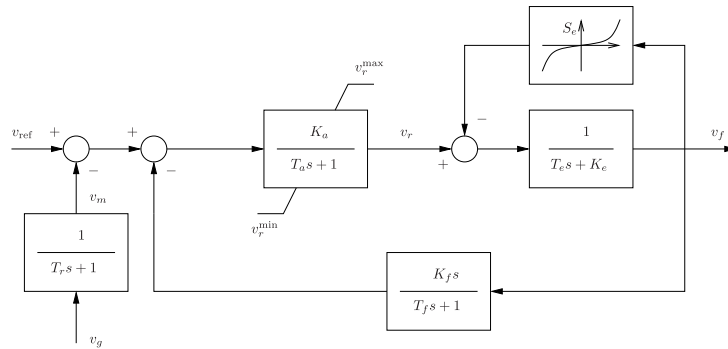 S_e
v_r^max
K_a
T_a s + 1
v_r^min
v_ref
+
−
+
−
v_r
+
−
1
T_e s + K_e
v_f
v_m
1
T_r s + 1
v_g
K_f s
T_f s + 1